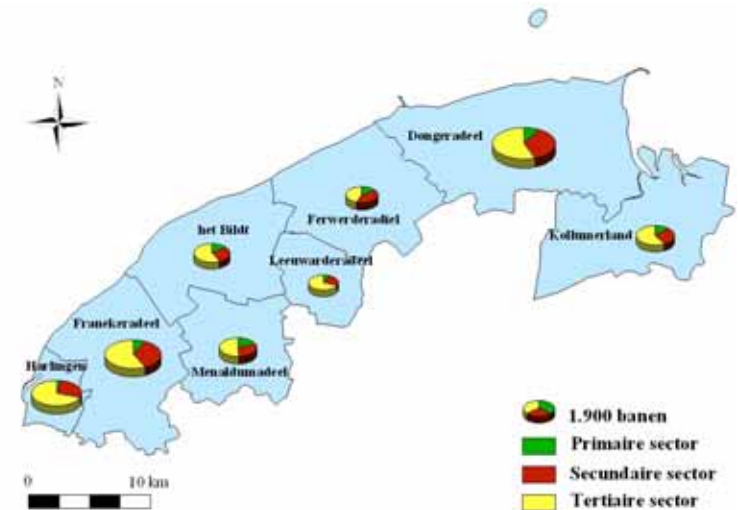 N
Dongeradeel
Ferwerderadiel
het Bildt
Kollumerland
Leeuwarderadeel
Franekeradeel
Harlingen
Menaldumadeel
1.900 banen
Primaire sector
0 10 km
Secundaire sector
Tertiaire sector